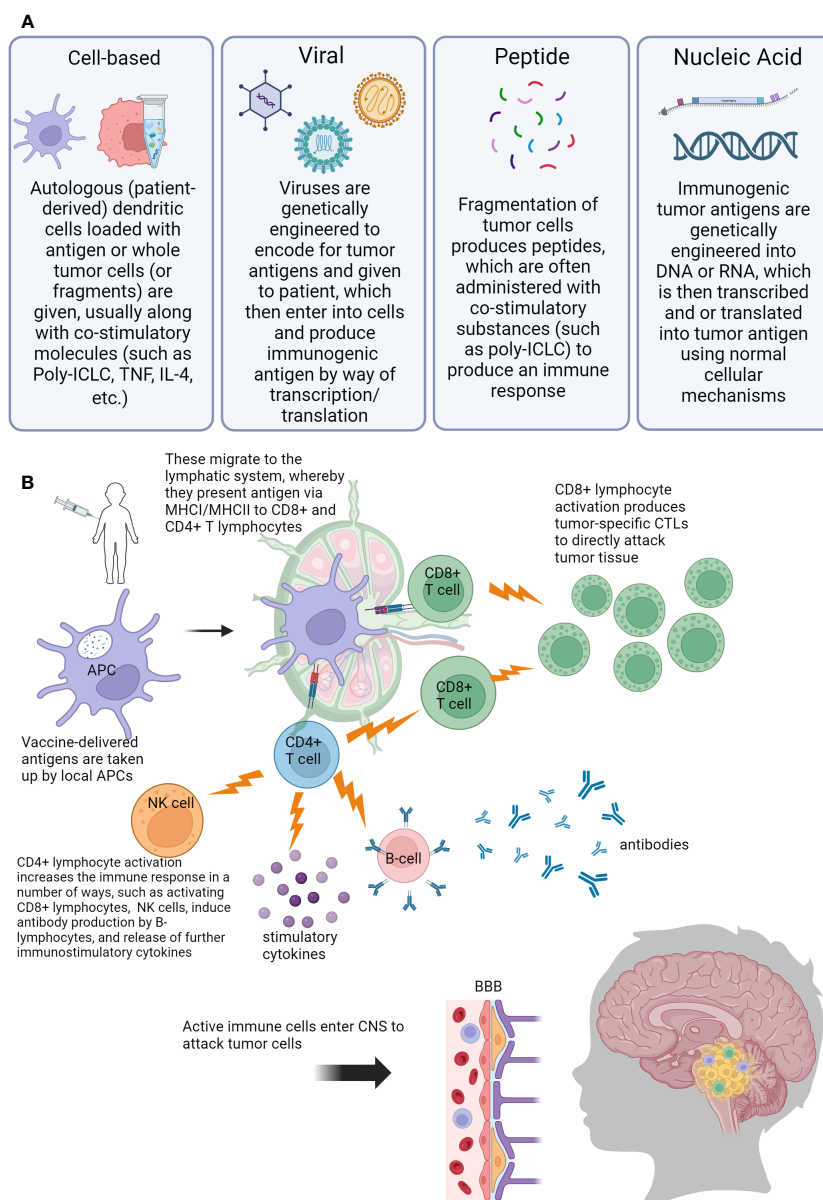 A
Cell-based
Autologous (patient-
derived) dendritic
cells loaded with
antigen or whole
tumor cells (or
fragments) are
given, usually along
with co-stimulatory
molecules (such as
Poly-ICLC, TNF, IL-4,
etc.)
Viral
Viruses are
genetically
engineered to
encode for tumor
antigens and given
to patient, which
then enter into cells
and produce
immunogenic
antigen by way of
transcription/
translation
Peptide
Fragmentation of
tumor cells
produces peptides,
which are often
administered with
co-stimulatory
substances (such
as poly-ICLC) to
produce an immune
response
Nucleic Acid
Immunogenic
tumor antigens are
genetically
engineered into
DNA or RNA, which
is then transcribed
and or translated
into tumor antigen
using normal
cellular
mechanisms
B
These migrate to the
lymphatic system, whereby
they present antigen via
MHCI/MHCII to CD8+ and
CD4+ T lymphocytes
CD8+ lymphocyte
activation produces
tumor-specific CTLs
to directly attack
tumor tissue
CD8+
T cell
APC
CD8+
T cell
Vaccine-delivered
antigens are taken
up by local APCs
CD4+
T cell
NK cell
CD4+ lymphocyte activation
increases the immune response in a
number of ways, such as activating
CD8+ lymphocytes, NK cells, induce
antibody production by B-
lymphocytes, and release of further
immunostimulatory cytokines
stimulatory
cytokines
B-cell
antibodies
Active immune cells enter CNS to
attack tumor cells
BBB